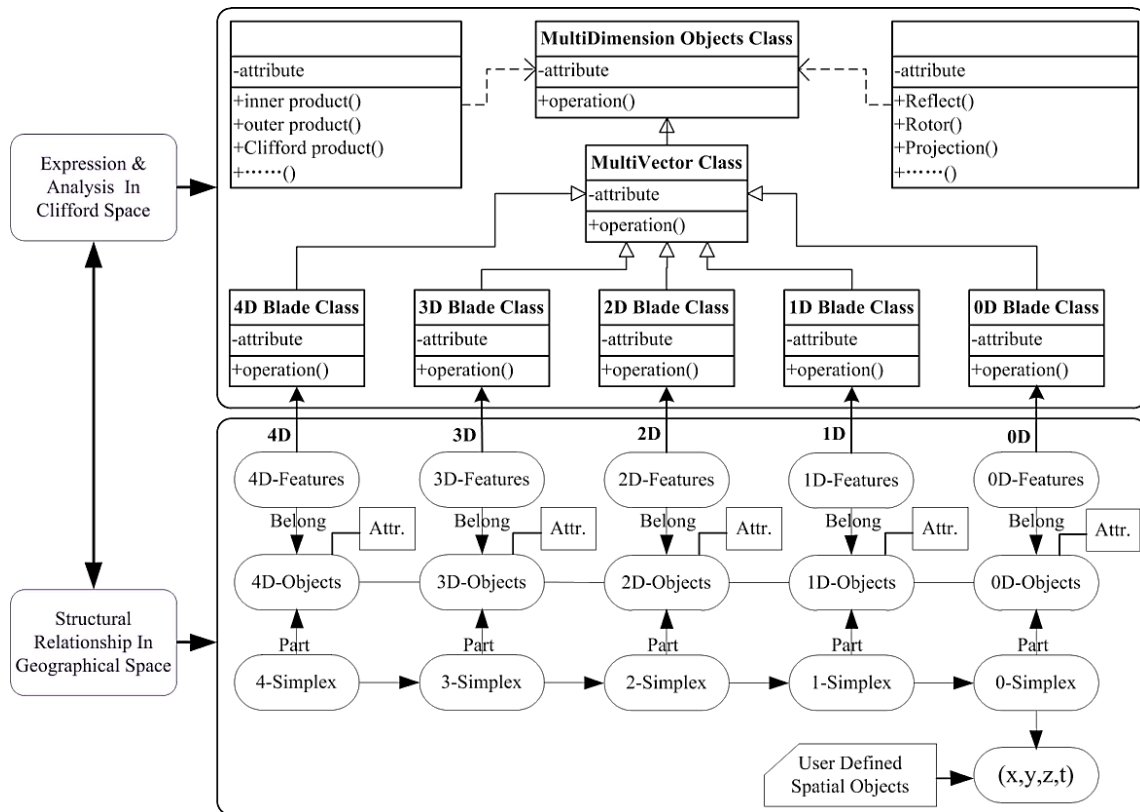 Expression &
Analysis In
Clifford Space
Structural
Relationship In
Geographical Space
-attribute
+inner product()
+outer product()
+Clifford product()
+······()
MultiDimension Objects Class
-attribute
+operation()
-attribute
+Reflect()
+Rotor()
+Projection()
+······()
MultiVector Class
-attribute
+operation()
4D Blade Class
-attribute
+operation()
3D Blade Class
-attribute
+operation()
2D Blade Class
-attribute
+operation()
1D Blade Class
-attribute
+operation()
0D Blade Class
-attribute
+operation()
4D
3D
2D
1D
0D
4D-Features
3D-Features
2D-Features
1D-Features
0D-Features
Belong
Attr.
Belong
Attr.
Belong
Attr.
Belong
Attr.
Belong
Attr.
4D-Objects
3D-Objects
2D-Objects
1D-Objects
0D-Objects
Part
Part
Part
Part
Part
4-Simplex
3-Simplex
2-Simplex
1-Simplex
0-Simplex
User Defined
Spatial Objects
(x,y,z,t)